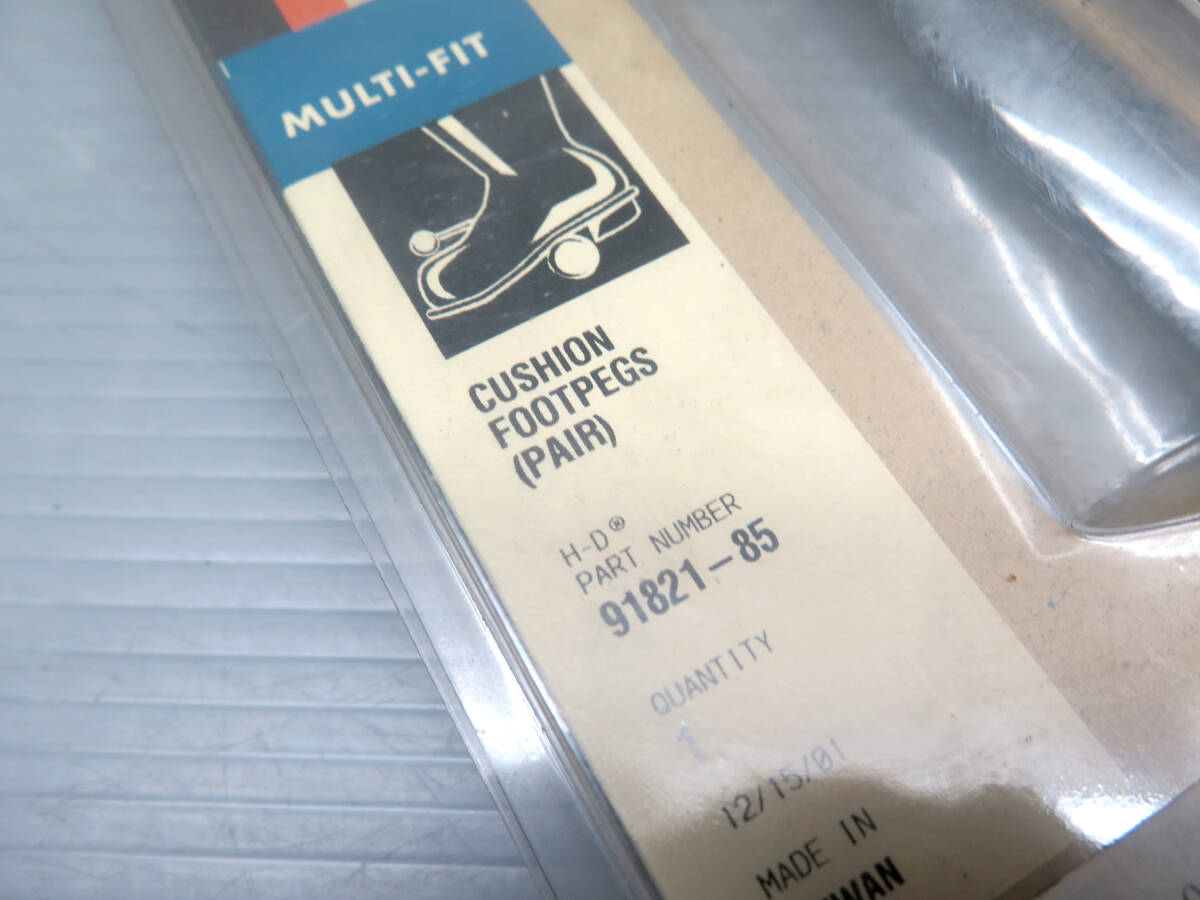 MULTI-FIT
CUSHION
FOOTPEGS
(PAIR)
H-D®
PART NUMBER
91821-85
QUANTITY
1
12/15/01
MADE IN